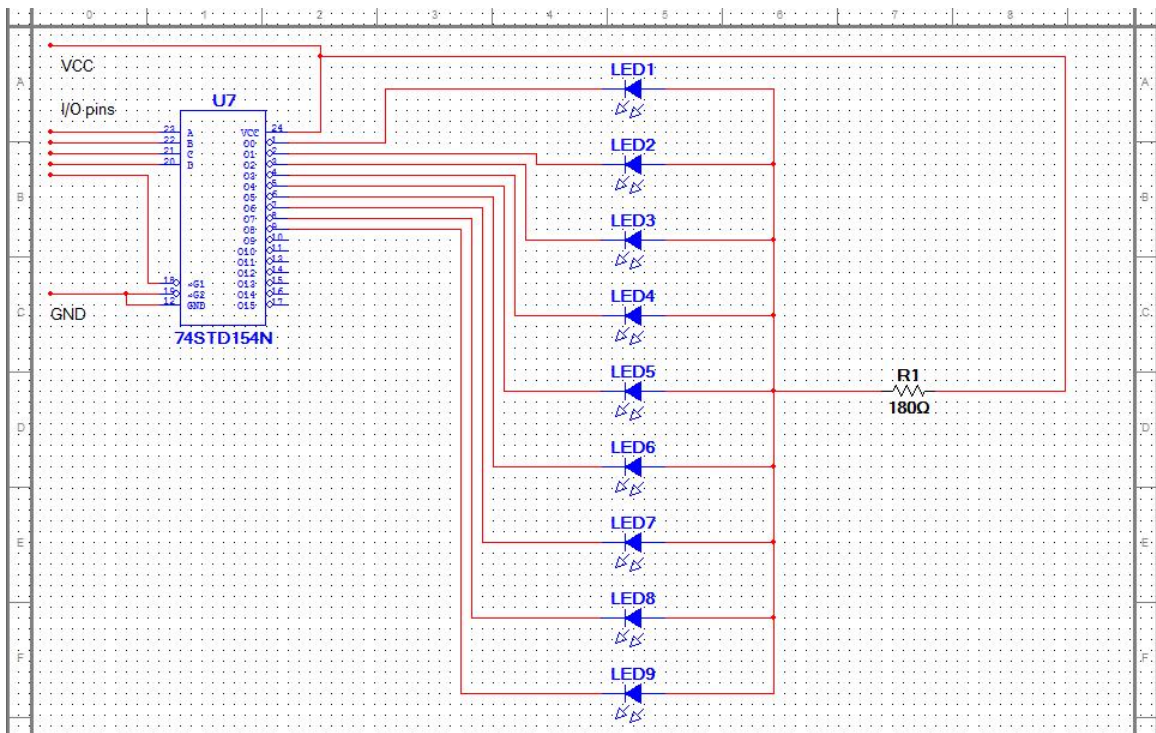 0 1 2 3 4 5 6 7 8
A A
B B
C C
D D
E E
F F
VCC
I/O pins
GND
U7
23 A VCC 24
22 B O0 1
21 C O1 2
20 D O2 3
O3 4
O4 5
O5 6
O6 7
O7 8
O8 9
O9 10
O10 11
O11 13
O12 14
18 ~G1 O13 15
19 ~G2 O14 16
12 GND O15 17
74STD154N
LED1
LED2
LED3
LED4
LED5
LED6
LED7
LED8
LED9
R1
180Ω